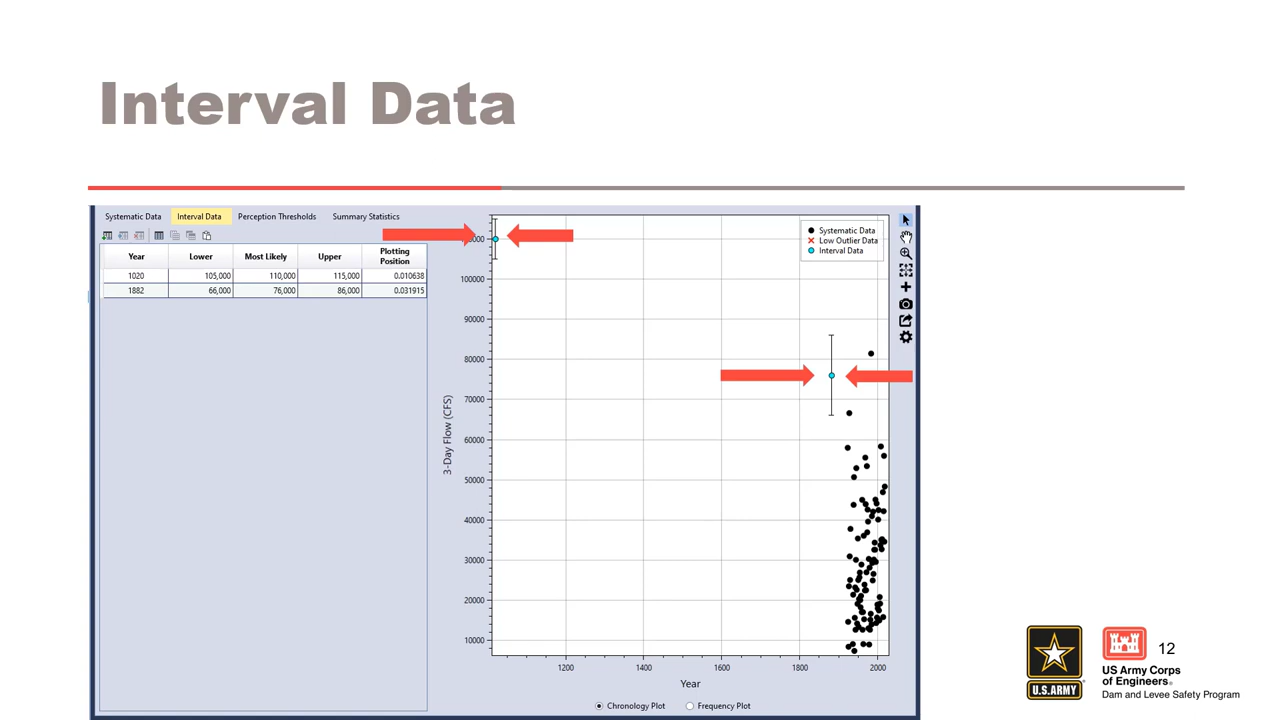 Interval Data
Systematic Data Interval Data Perception Thresholds Summary Statistics
Year Lower Most Likely Upper Plotting Position
1020 105,000 110,000 115,000 0.010638
1882 66,000 76,000 86,000 0.031915
Systematic Data
Low Outlier Data
Interval Data
100000
90000
80000
70000
60000
50000
40000
30000
20000
10000
3-Day Flow (CFS)
1200 1400 1600 1800 2000
Year
Chronology Plot Frequency Plot
U.S.ARMY
US Army Corps
of Engineers®
Dam and Levee Safety Program
12